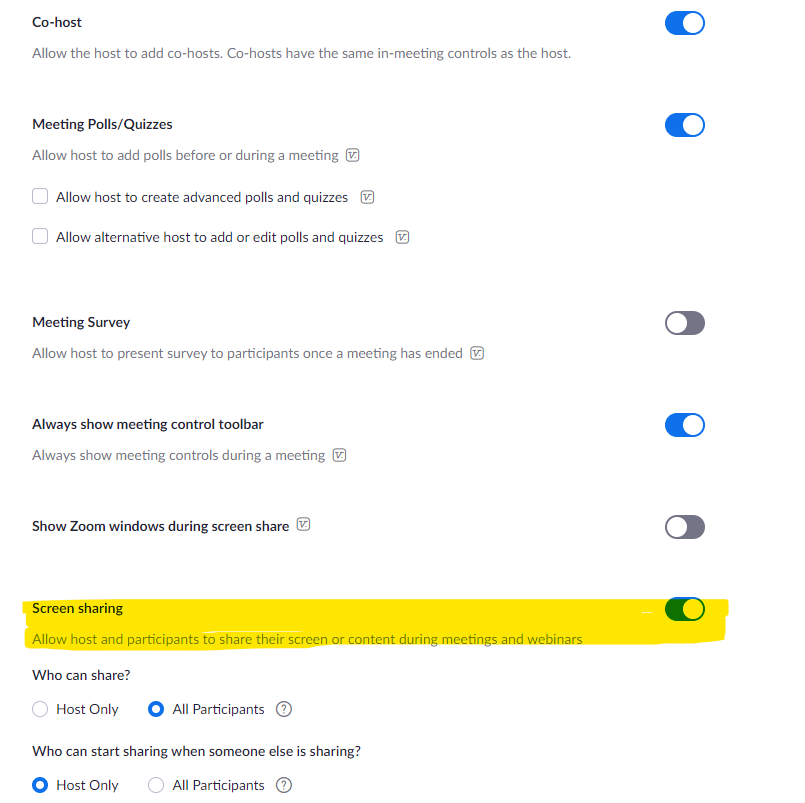 Co-host
Allow the host to add co-hosts. Co-hosts have the same in-meeting controls as the host.
Meeting Polls/Quizzes
Allow host to add polls before or during a meeting
Allow host to create advanced polls and quizzes
Allow alternative host to add or edit polls and quizzes
Meeting Survey
Allow host to present survey to participants once a meeting has ended
Always show meeting control toolbar
Always show meeting controls during a meeting
Show Zoom windows during screen share
Screen sharing
Allow host and participants to share their screen or content during meetings and webinars
Who can share?
Host Only All Participants ?
Who can start sharing when someone else is sharing?
Host Only All Participants ?